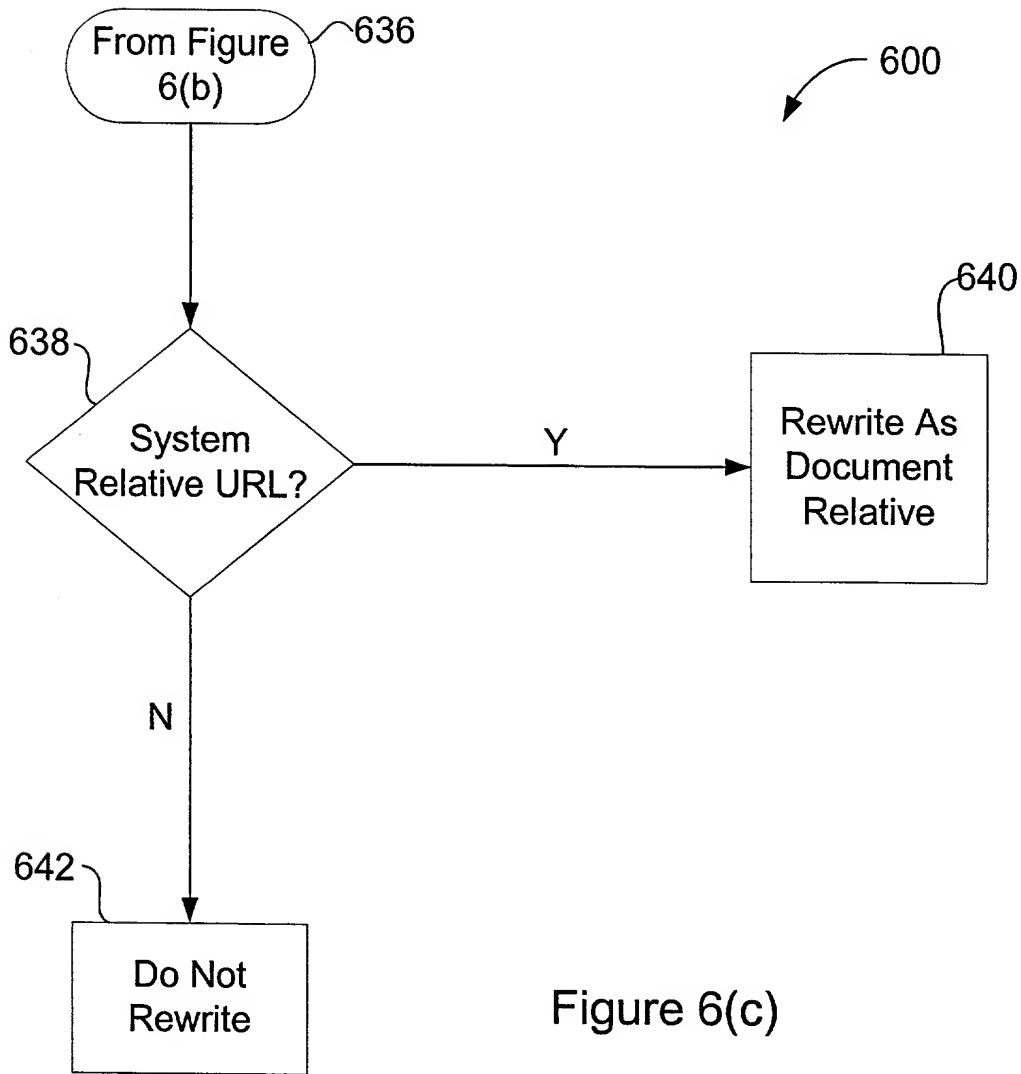 From Figure
6(b)
636
600
638
System
Relative URL?
Y
640
Rewrite As
Document
Relative
N
642
Do Not
Rewrite
Figure 6(c)